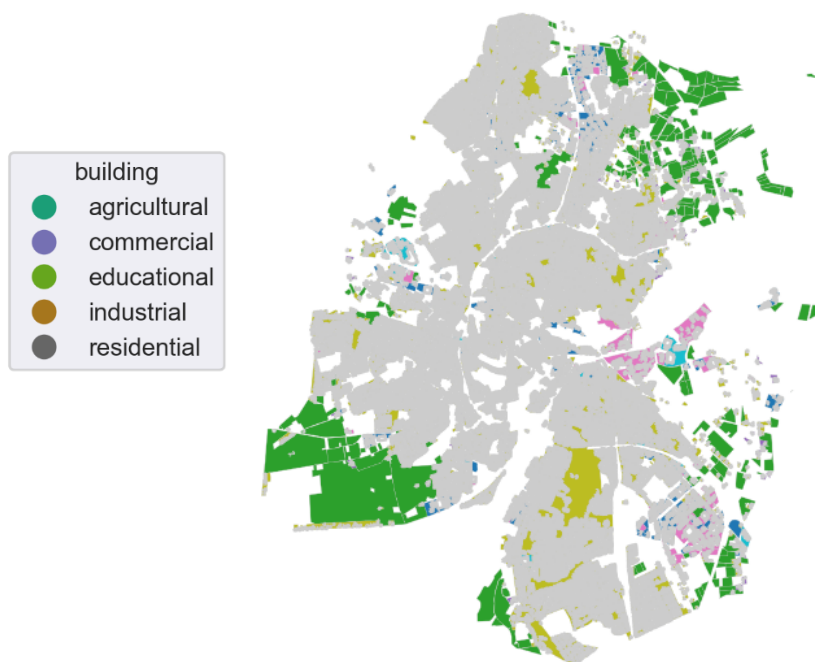 building
agricultural
commercial
educational
industrial
residential